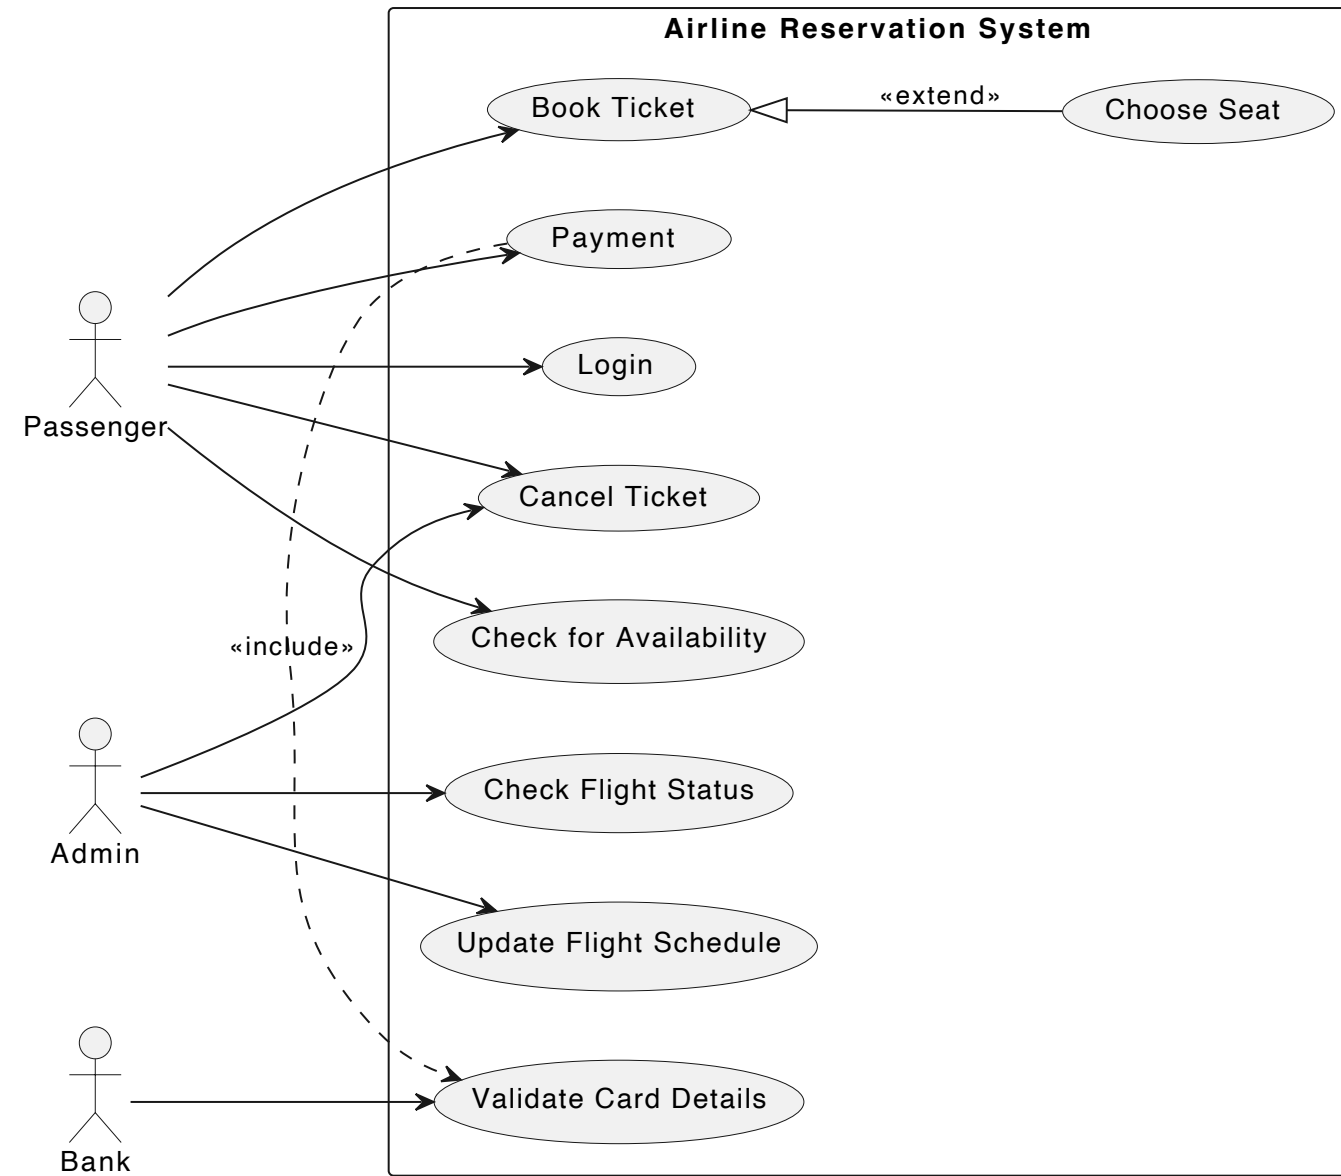 Airline Reservation System
Book Ticket
«extend»
Choose Seat
Payment
Login
Passenger
Cancel Ticket
Check for Availability
«include»
Check Flight Status
Admin
Update Flight Schedule
Validate Card Details
Bank